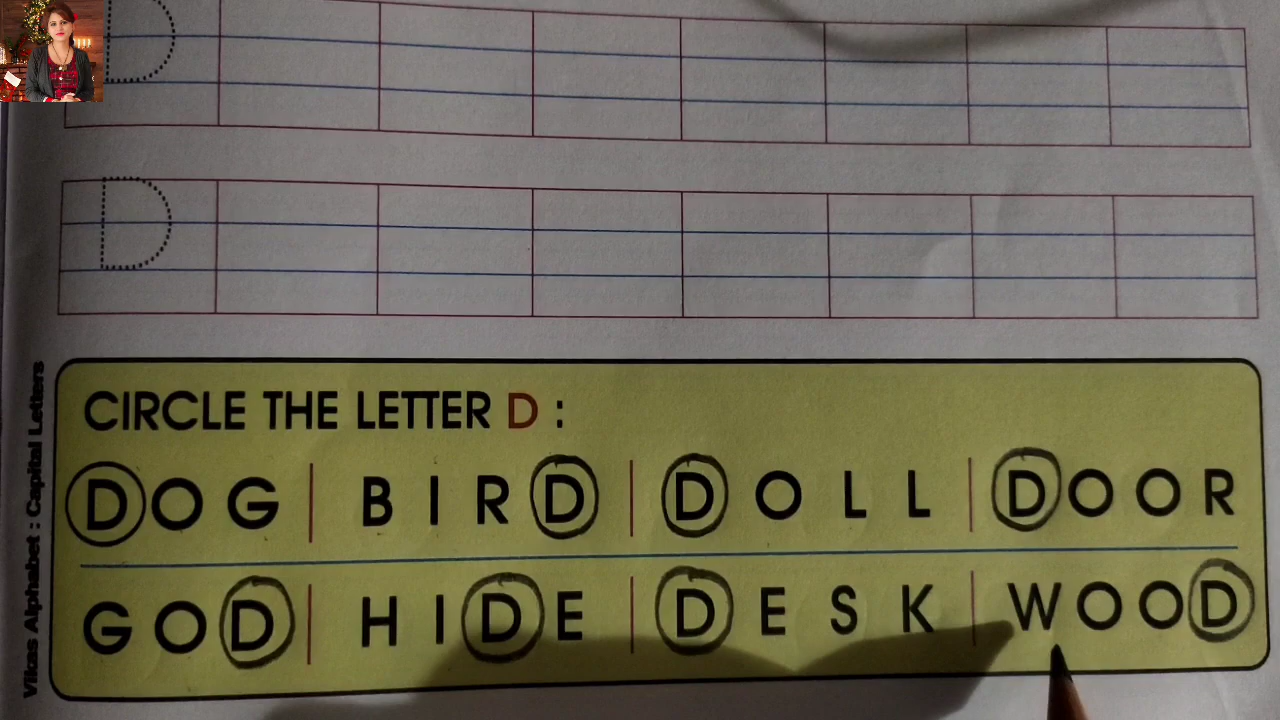 D
D
CIRCLE THE LETTER D :
DOG | BIRD | DOLL | DOOR
GOD | HIDE | DESK | WOOD
Vikas Alphabet : Capital Letters